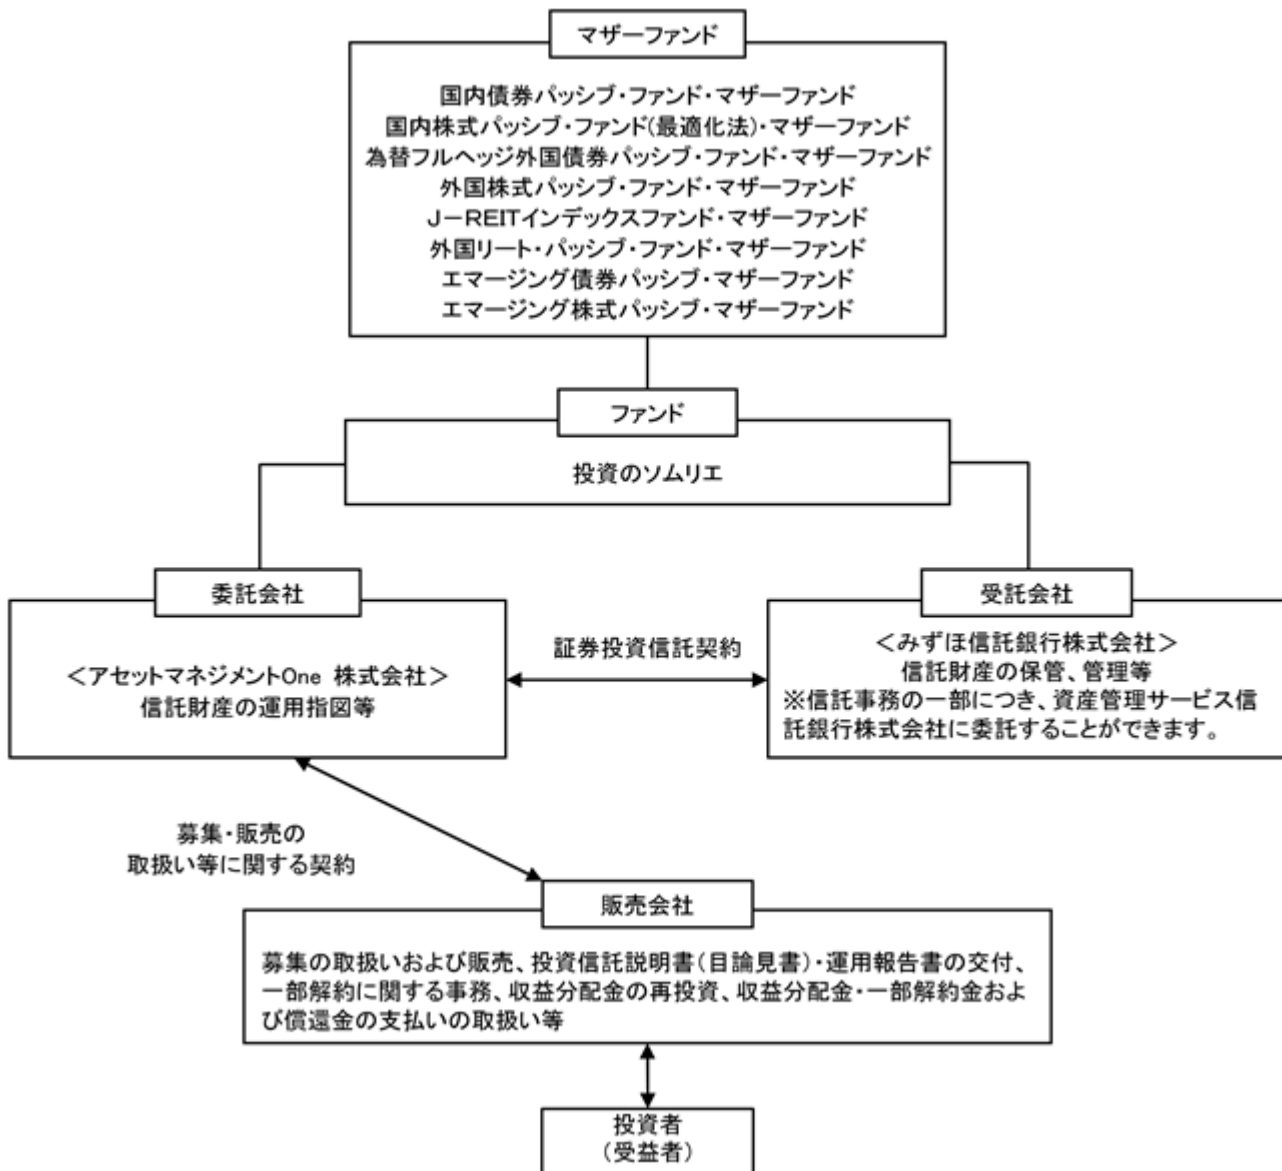 マザーファンド
国内債券パッシブ・ファンド・マザーファンド
国内株式パッシブ・ファンド(最適化法)・マザーファンド
為替フルヘッジ外国債券パッシブ・ファンド・マザーファンド
外国株式パッシブ・ファンド・マザーファンド
J－REITインデックスファンド・マザーファンド
外国リート・パッシブ・ファンド・マザーファンド
エマージング債券パッシブ・マザーファンド
エマージング株式パッシブ・マザーファンド
ファンド
投資のソムリエ
委託会社
＜アセットマネジメントOne 株式会社＞
信託財産の運用指図等
証券投資信託契約
受託会社
＜みずほ信託銀行株式会社＞
信託財産の保管、管理等
※信託事務の一部につき、資産管理サービス信
託銀行株式会社に委託することができます。
募集・販売の
取扱い等に関する契約
販売会社
募集の取扱いおよび販売、投資信託説明書(目論見書)・運用報告書の交付、
一部解約に関する事務、収益分配金の再投資、収益分配金・一部解約金およ
び償還金の支払いの取扱い等
投資者
(受益者)